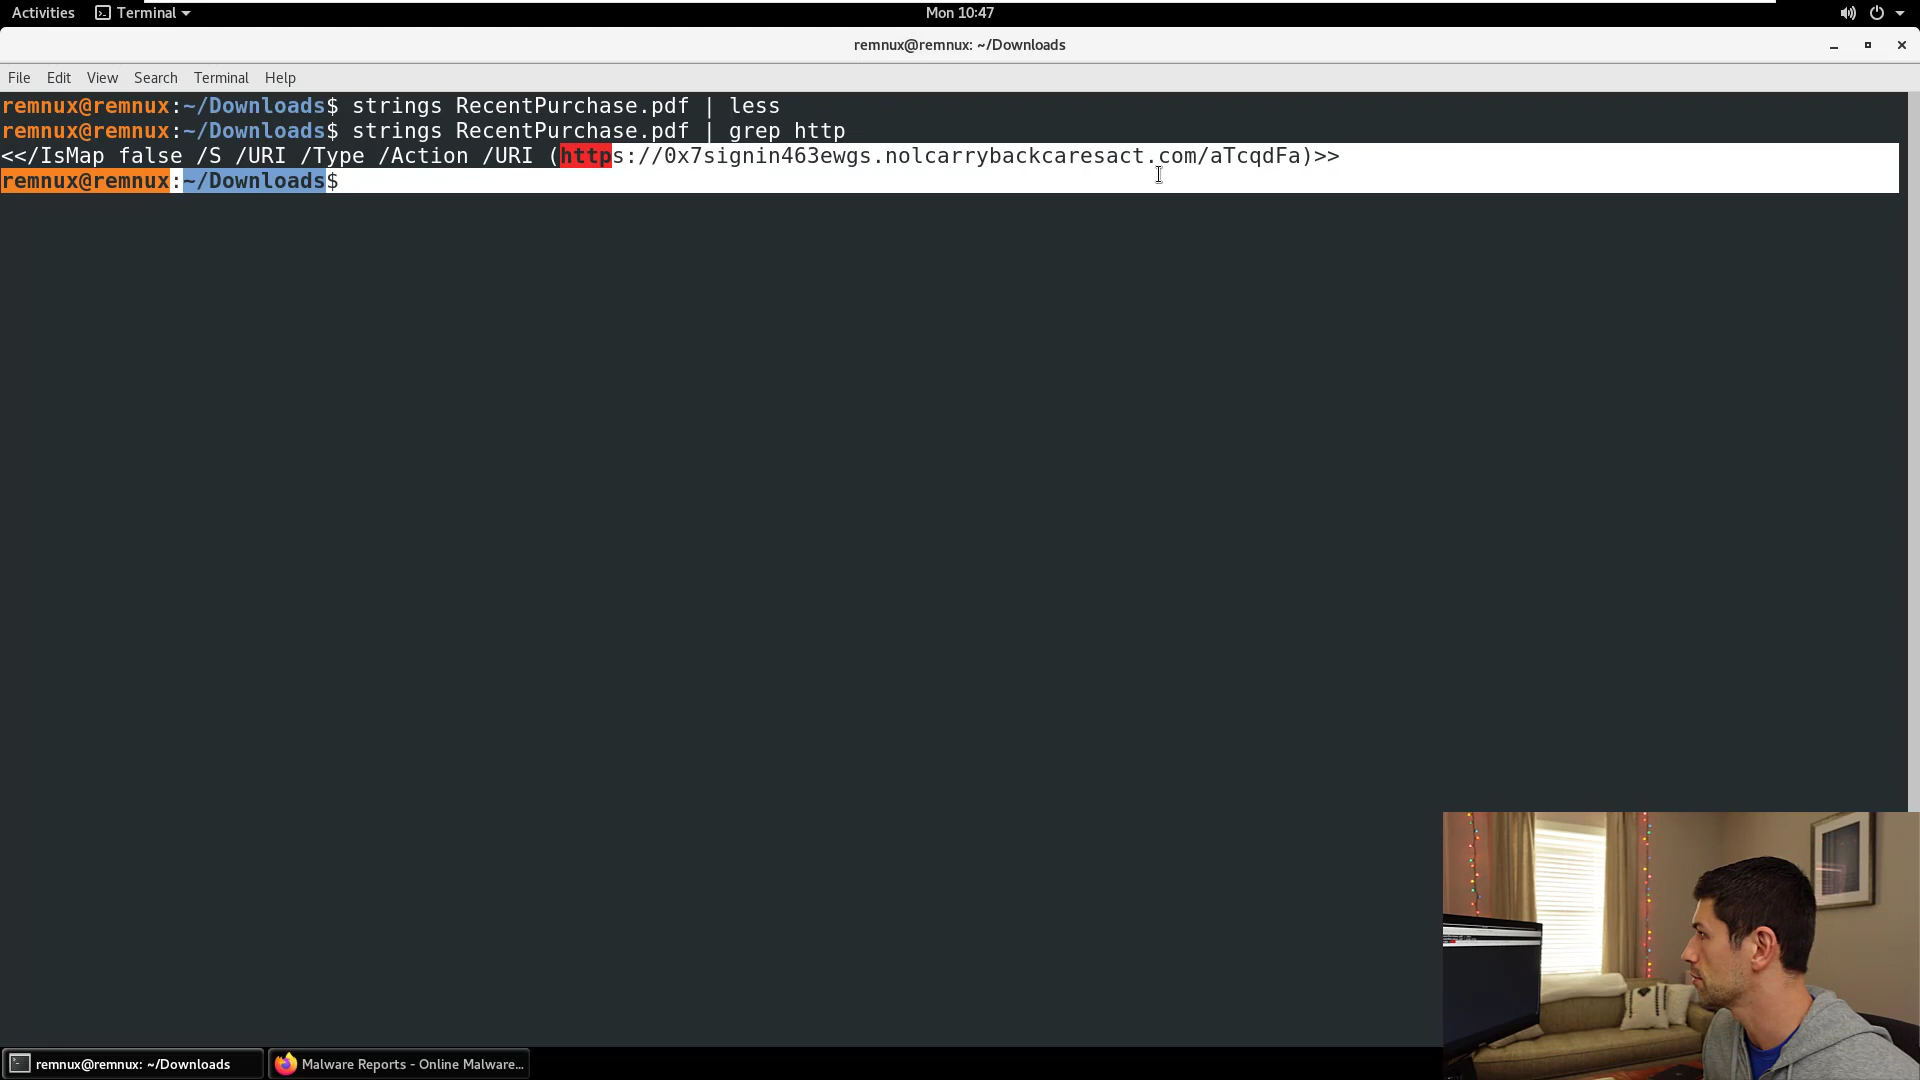 Activities Terminal Mon 10:47
remnux@remnux: ~/Downloads
File Edit View Search Terminal Help
remnux@remnux:~/Downloads$ strings RecentPurchase.pdf | less
remnux@remnux:~/Downloads$ strings RecentPurchase.pdf | grep http
<</IsMap false /S /URI /Type /Action /URI (https://0x7signin463ewgs.nolcarrybackcaresact.com/aTcqdFa)>>
remnux@remnux:~/Downloads$
remnux@remnux: ~/Downloads Malware Reports - Online Malware...